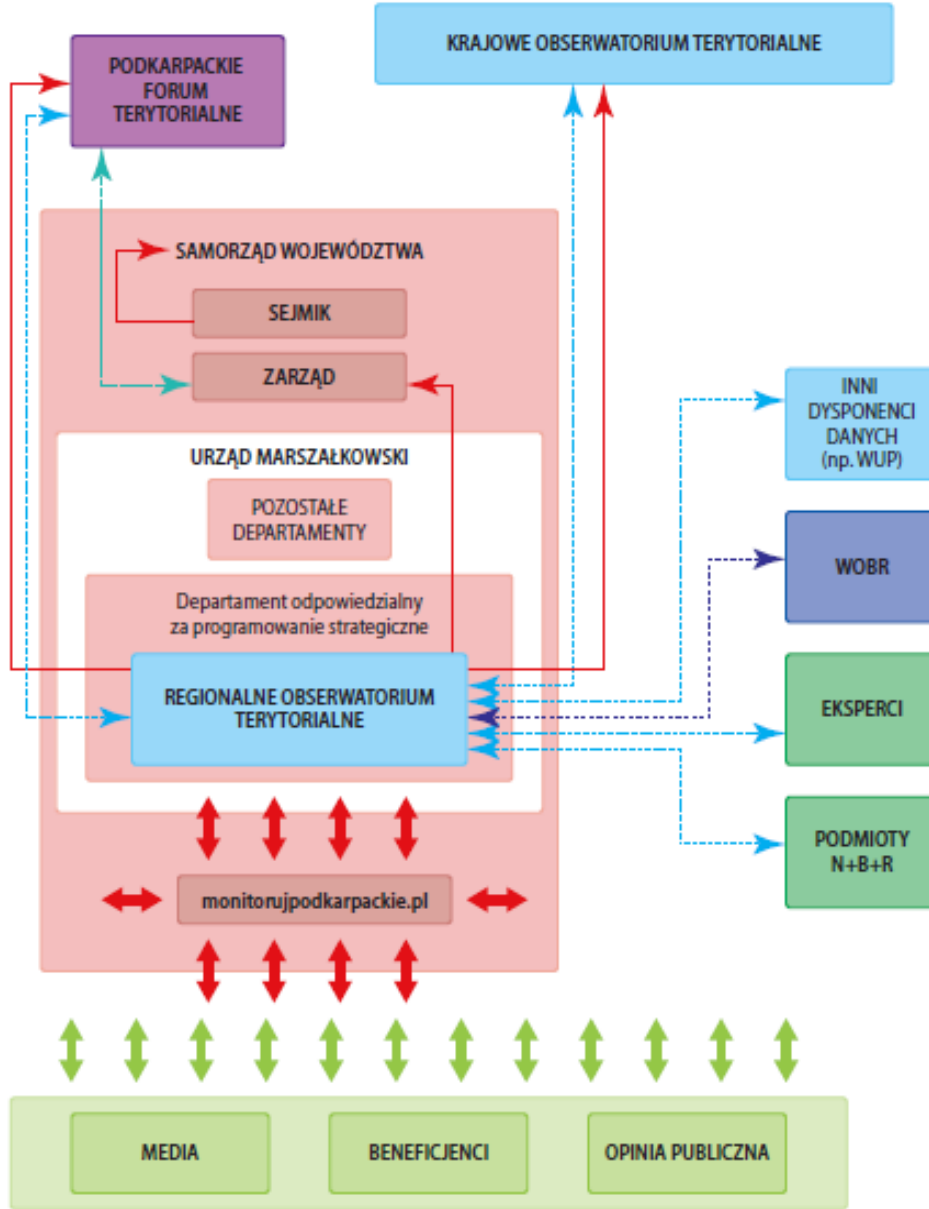 PODKARPACKIE
FORUM
TERYTORIALNE
KRAJOWE OBSERWATORIUM TERYTORIALNE
SAMORZĄD WOJEWÓDZTWA
SEJMIK
ZARZĄD
URZĄD MARSZAŁKOWSKI
POZOSTAŁE
DEPARTAMENTY
Departament odpowiedzialny
za programowanie strategiczne
REGIONALNE OBSERWATORIUM
TERYTORIALNE
INNI
DYSPONENCI
DANYCH
(np. WUP)
WOBR
EKSPERCI
PODMIOTY
N+B+R
monitorujpodkarpackie.pl
MEDIA
BENEFICJENCI
OPINIA PUBLICZNA